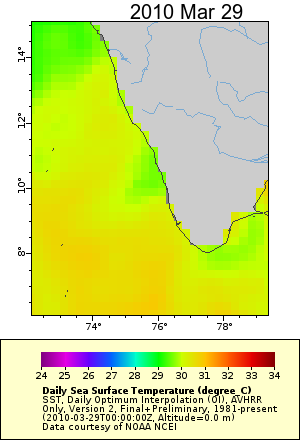 2010 Mar 29
14°
12°
10°
8°
74° 76° 78°
24 25 26 27 28 29 30 31 32 33 34
Daily Sea Surface Temperature (degree_C)
SST, Daily Optimum Interpolation (OI), AVHRR
Only, Version 2, Final+Preliminary, 1981-present
(2010-03-29T00:00:00Z, Altitude=0.0 m)
Data courtesy of NOAA NCEI